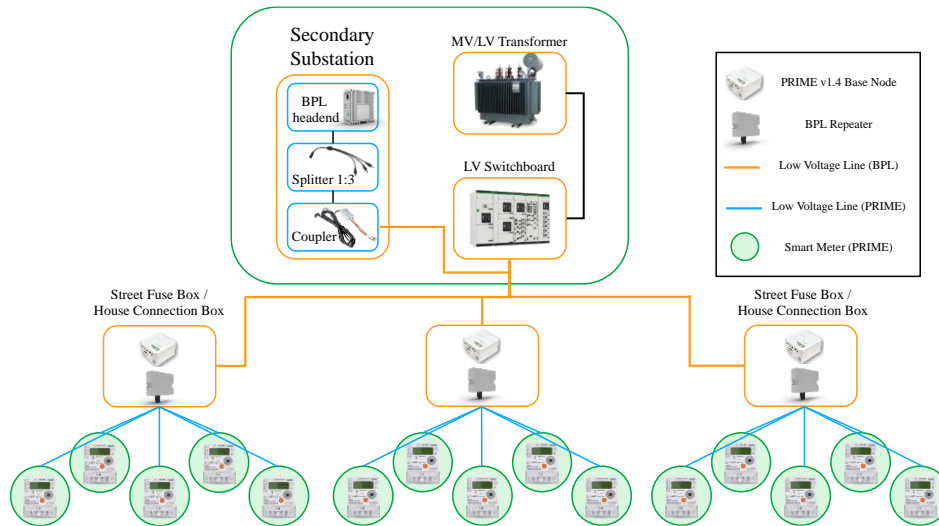 Secondary
Substation
MV/LV Transformer
BPL
headend
Splitter 1:3
Coupler
LV Switchboard
PRIME v1.4 Base Node
BPL Repeater
Low Voltage Line (BPL)
Low Voltage Line (PRIME)
Smart Meter (PRIME)
Street Fuse Box /
House Connection Box
Street Fuse Box /
House Connection Box